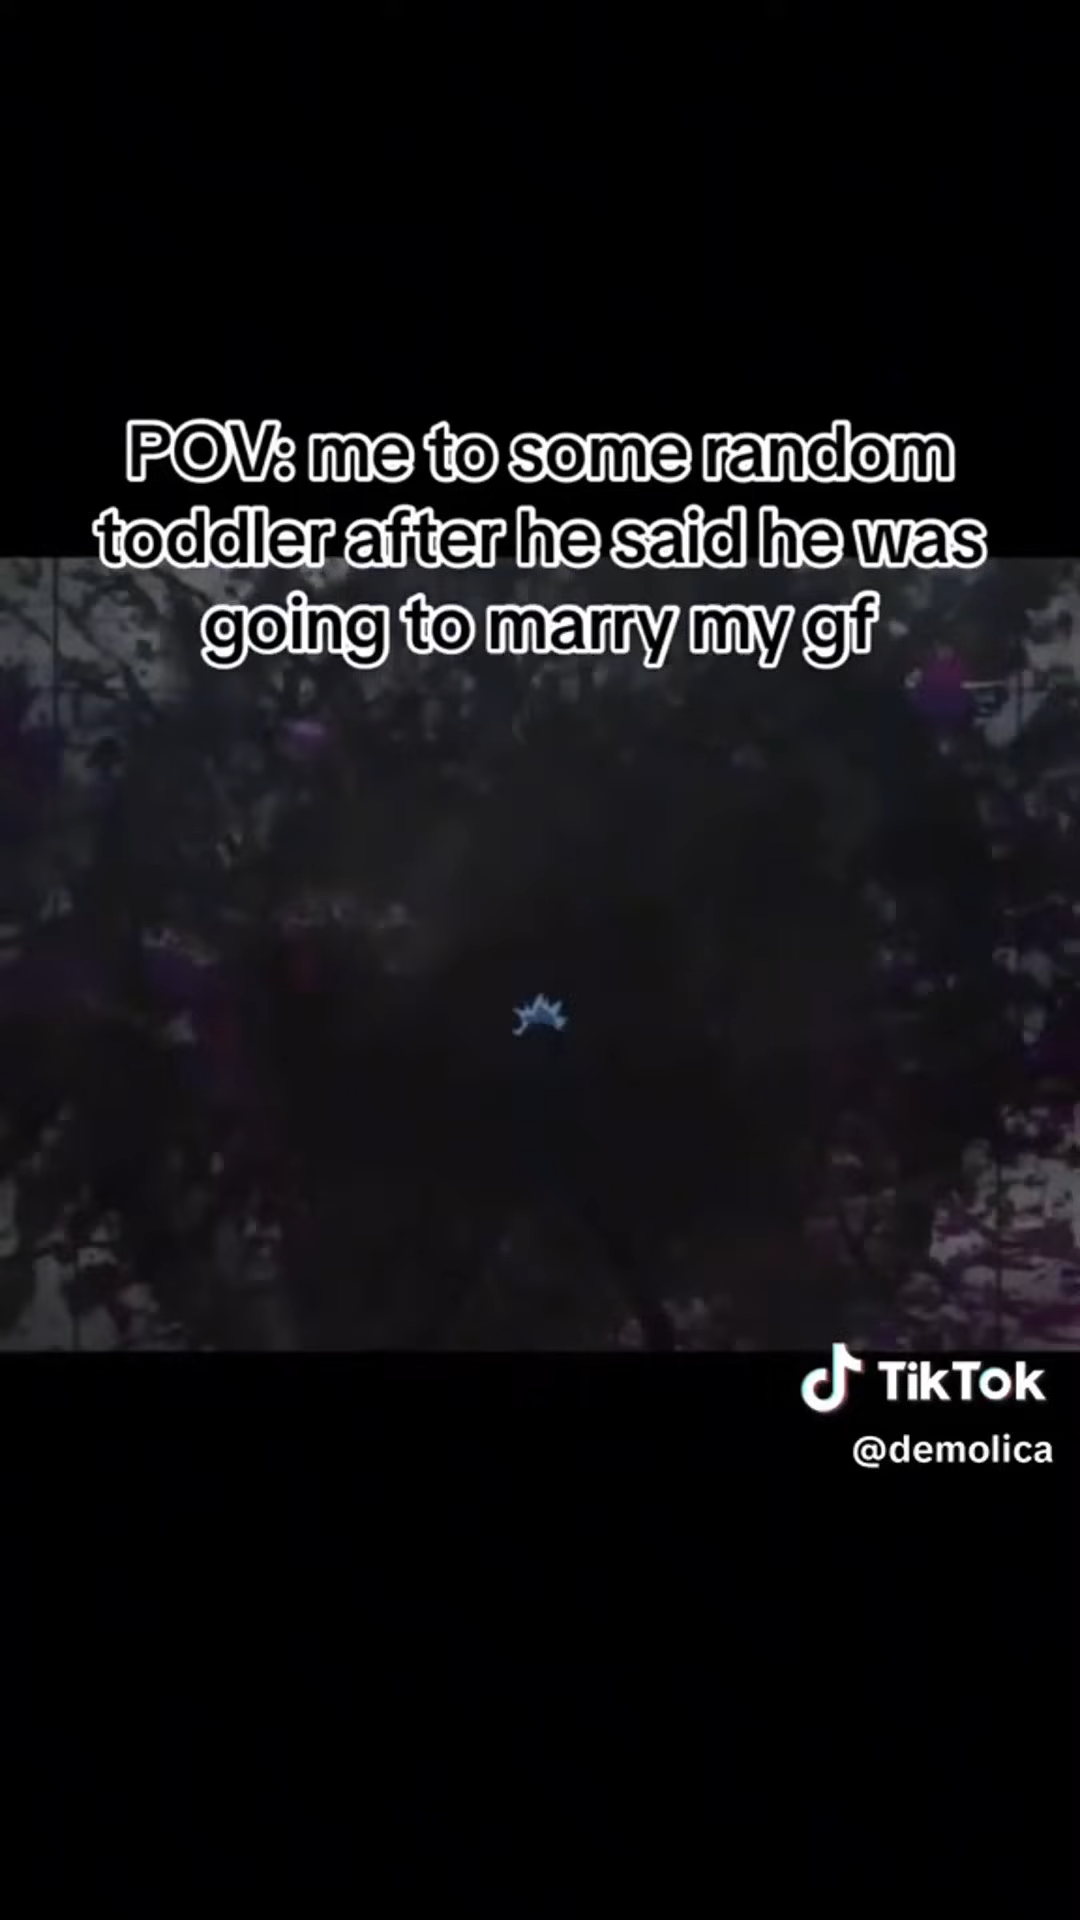 POV: me to some random
toddler after he said he was
going to marry my gf
TikTok
@demolica